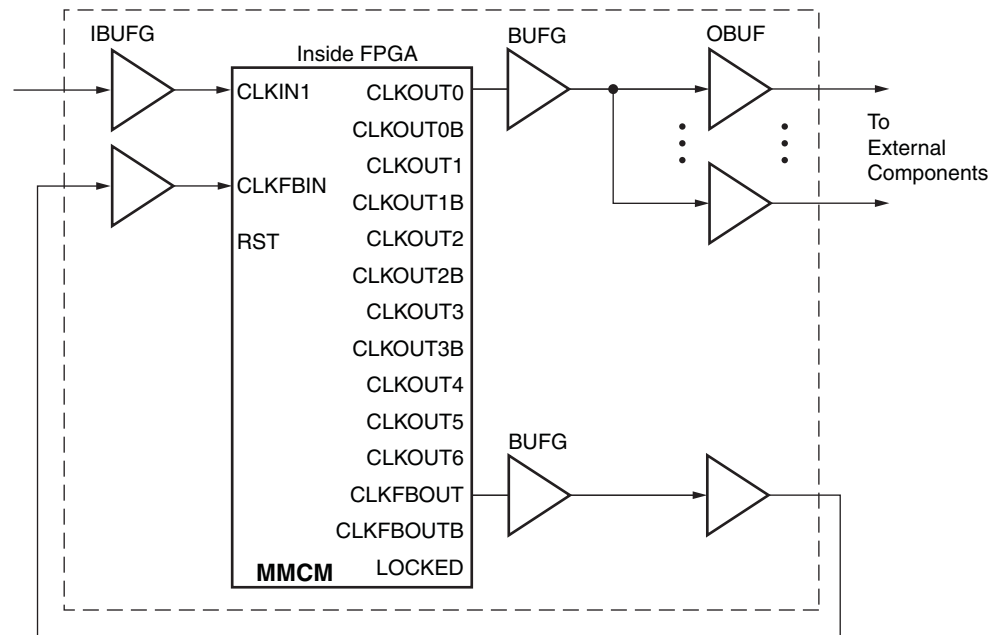 IBUFG
BUFG
OBUF
Inside FPGA
CLKIN1
CLKOUT0
To
External
Components
CLKOUT0B
CLKOUT1
CLKFBIN
CLKOUT1B
RST
CLKOUT2
CLKOUT2B
CLKOUT3
CLKOUT3B
CLKOUT4
CLKOUT5
BUFG
CLKOUT6
CLKFBOUT
CLKFBOUTB
MMCM
LOCKED